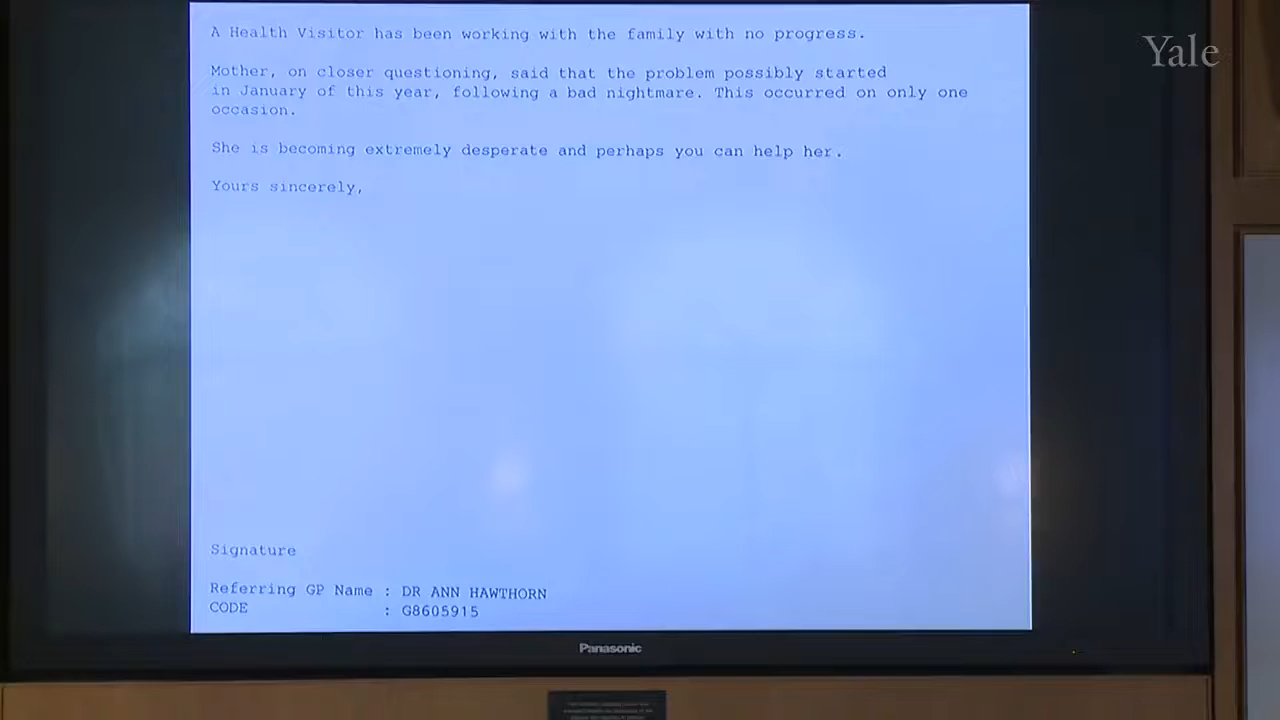 Yale
A Health Visitor has been working with the family with no progress.
Mother, on closer questioning, said that the problem possibly started
in January of this year, following a bad nightmare. This occurred on only one
occasion.
She is becoming extremely desperate and perhaps you can help her.
Yours sincerely,
Signature
Referring GP Name : DR ANN HAWTHORN
CODE : G8605915
Panasonic